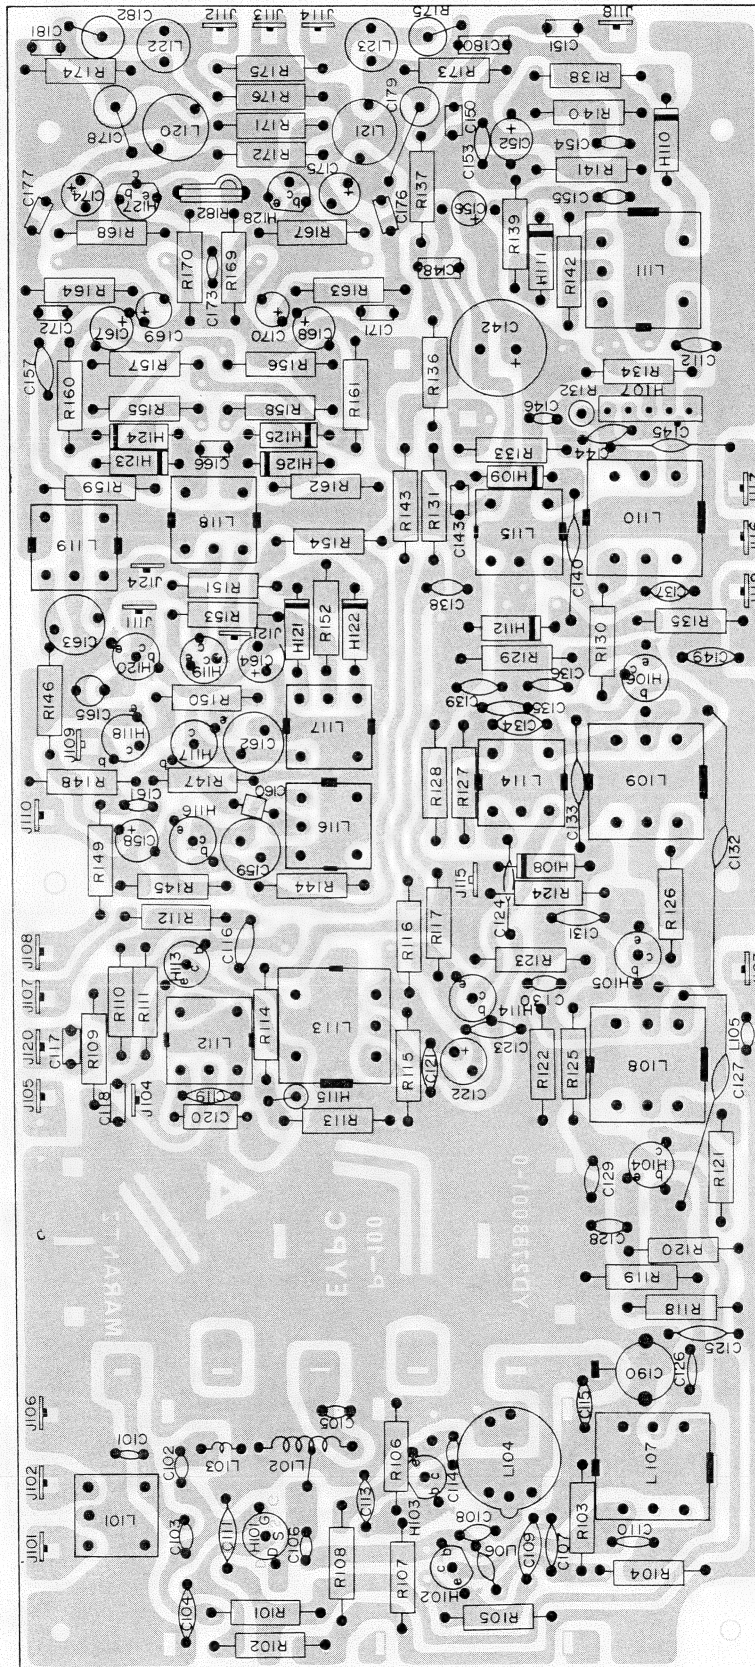 C181 C182 L122 J112 J113 J114 L123 R175 C180 C151 J118
R174 R175 R173 R138
C178 L120 R176 R171 R172 L121 C179 C150 C153 C152 R140 C154 H110
R141
C177 C174 H127 R182 H128 C175 C176 R137 C156 R139 C155
R168 R170 R169 R167 H111 R142 L111
C173 C148
R164 R163
C172 C167 C169 C170 C168 C171 C142 C112
C157 R160 R157 R156 R161 R136 R134
R155 R158 C146 R132 H107
H124 H125 R133 C144 C145
H123 C166 H126 H109
R159 R162 R143 R131 C143
L119 L118 R154 L115 C140 L110 J116
J124
R151 C138 C137
C163 J111 R153 J121 H121 R152 H122 H112 R130 R135
R146 H120 H119 C164 R129 H106 C149
C165 R150 C139 C136 C135
J109 H118 H117 C162 L117 C134
R148 R147 R128 R127 L114 C133 L109
J110 C161 H116 C160 L116 C132
R149 C158 C159 H108
R145 R144 J115 C124 R124 R126
R112 C116 R116 R117 C131
J108 H113 R123 H105
J107 R110 R111 R114 L113 H114 C130
J120 C117 R109 L112 R115 C121 C123 R122 R125 L108 L105
C122 C127
J105 C118 J104 C119 C120 H115 R113
C129 H104 R121
MARANTZ EYPC P-100 YD2788001-0 C128
R120
R119
R118
C125
C190 C126
J106 C101 C105 C115
C102 L103 L102 R106 C114 L104 L107
J102 L101 H103
J101 C103 C111 H101 C106 C113 R108 R107 C108 L106 C109 C107 R103 C110
H102 R104
C104 R101 R105
R102